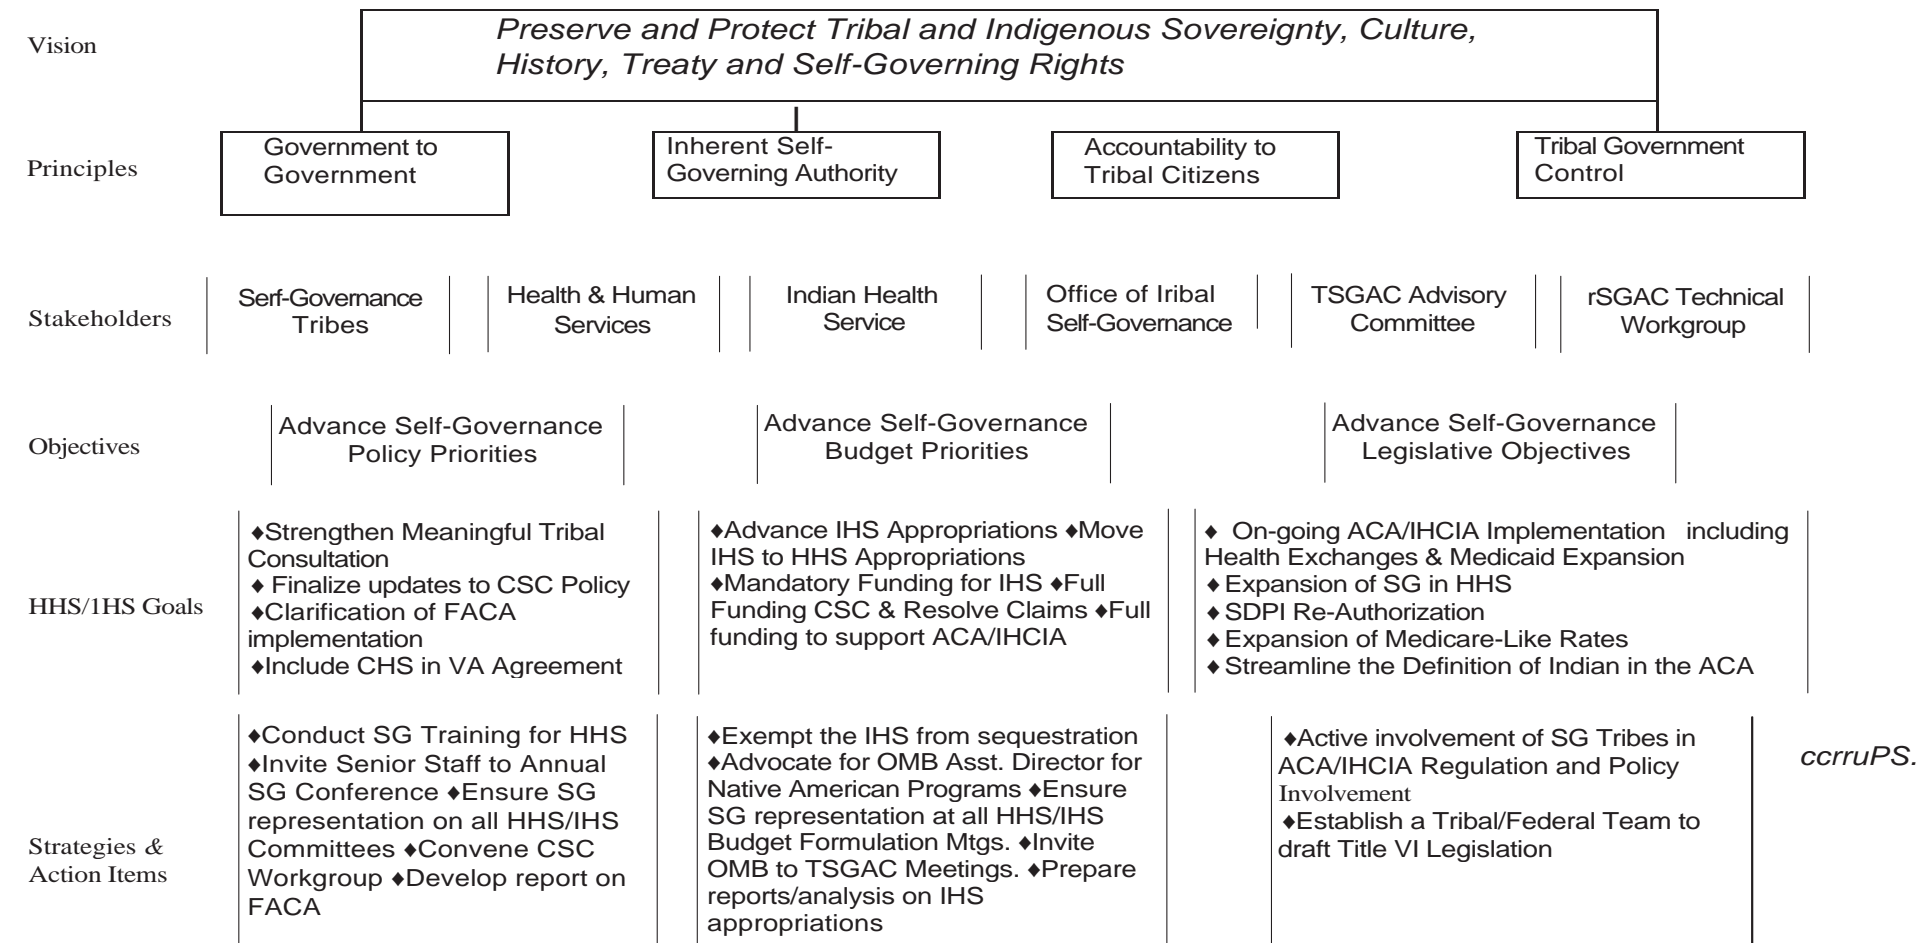 Vision
Preserve and Protect Tribal and Indigenous Sovereignty, Culture,
History, Treaty and Self-Governing Rights
Principles
Government to
Government
Inherent Self-
Governing Authority
Accountability to
Tribal Citizens
Tribal Government
Control
Stakeholders
Serf-Governance
Tribes
Health & Human
Services
Indian Health
Service
Office of Iribal
Self-Governance
TSGAC Advisory
Committee
rSGAC Technical
Workgroup
Objectives
Advance Self-Governance
Policy Priorities
Advance Self-Governance
Budget Priorities
Advance Self-Governance
Legislative Objectives
HHS/1HS Goals
♦Strengthen Meaningful Tribal
Consultation
♦ Finalize updates to CSC Policy
♦Clarification of FACA
implementation
♦Include CHS in VA Agreement
♦Advance IHS Appropriations ♦Move
IHS to HHS Appropriations
♦Mandatory Funding for IHS ♦Full
Funding CSC & Resolve Claims ♦Full
funding to support ACA/IHCIA
♦ On-going ACA/IHCIA Implementation including
Health Exchanges & Medicaid Expansion
♦Expansion of SG in HHS
♦SDPI Re-Authorization
♦Expansion of Medicare-Like Rates
♦Streamline the Definition of Indian in the ACA
Strategies &
Action Items
♦Conduct SG Training for HHS
♦Invite Senior Staff to Annual
SG Conference ♦Ensure SG
representation on all HHS/IHS
Committees ♦Convene CSC
Workgroup ♦Develop report on
FACA
♦Exempt the IHS from sequestration
♦Advocate for OMB Asst. Director for
Native American Programs ♦Ensure
SG representation at all HHS/IHS
Budget Formulation Mtgs. ♦Invite
OMB to TSGAC Meetings. ♦Prepare
reports/analysis on IHS
appropriations
♦Active involvement of SG Tribes in
ACA/IHCIA Regulation and Policy
Involvement
♦Establish a Tribal/Federal Team to
draft Title VI Legislation
ccrruPS.